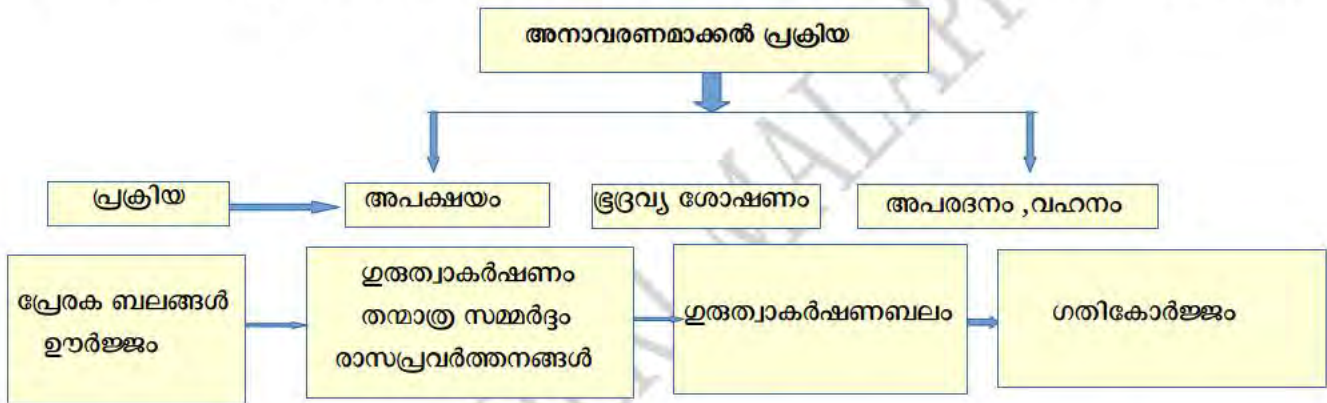 അനാവരണമാക്കൽ പ്രക്രിയ
പ്രക്രിയ
അപക്ഷയം
ഭൂദ്രവ്യ ശോഷണം
അപരദനം ,വഹനം
പ്രേരക ബലങ്ങൾ
ഊർജ്ജം
ഗുരുത്വാകർഷണം
തന്മാത്ര സമ്മർദ്ദം
രാസപ്രവർത്തനങ്ങൾ
ഗുരുത്വാകർഷണബലം
ഗതികോർജ്ജം